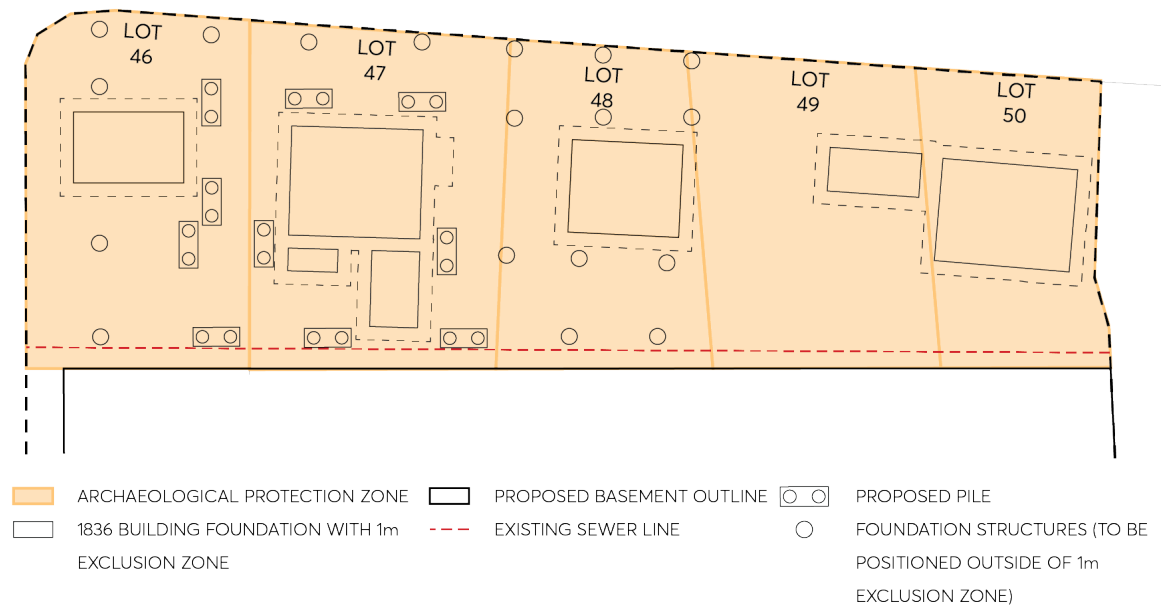 LOT
46
LOT
47
LOT
48
LOT
49
LOT
50
ARCHAEOLOGICAL PROTECTION ZONE
1836 BUILDING FOUNDATION WITH 1m
EXCLUSION ZONE
PROPOSED BASEMENT OUTLINE
EXISTING SEWER LINE
PROPOSED PILE
FOUNDATION STRUCTURES (TO BE
POSITIONED OUTSIDE OF 1m
EXCLUSION ZONE)